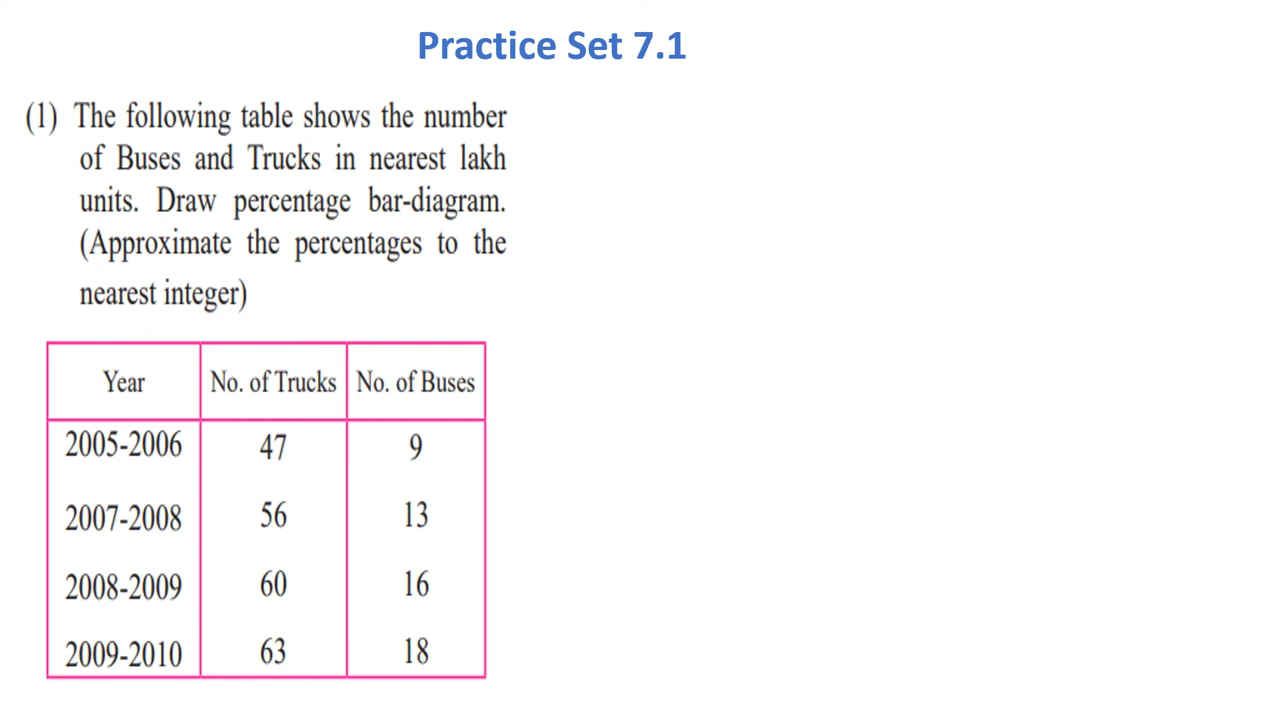 Practice Set 7.1
(1) The following table shows the number
of Buses and Trucks in nearest lakh
units. Draw percentage bar-diagram.
(Approximate the percentages to the
nearest integer)
Year No. of Trucks No. of Buses
2005-2006 47 9
2007-2008 56 13
2008-2009 60 16
2009-2010 63 18